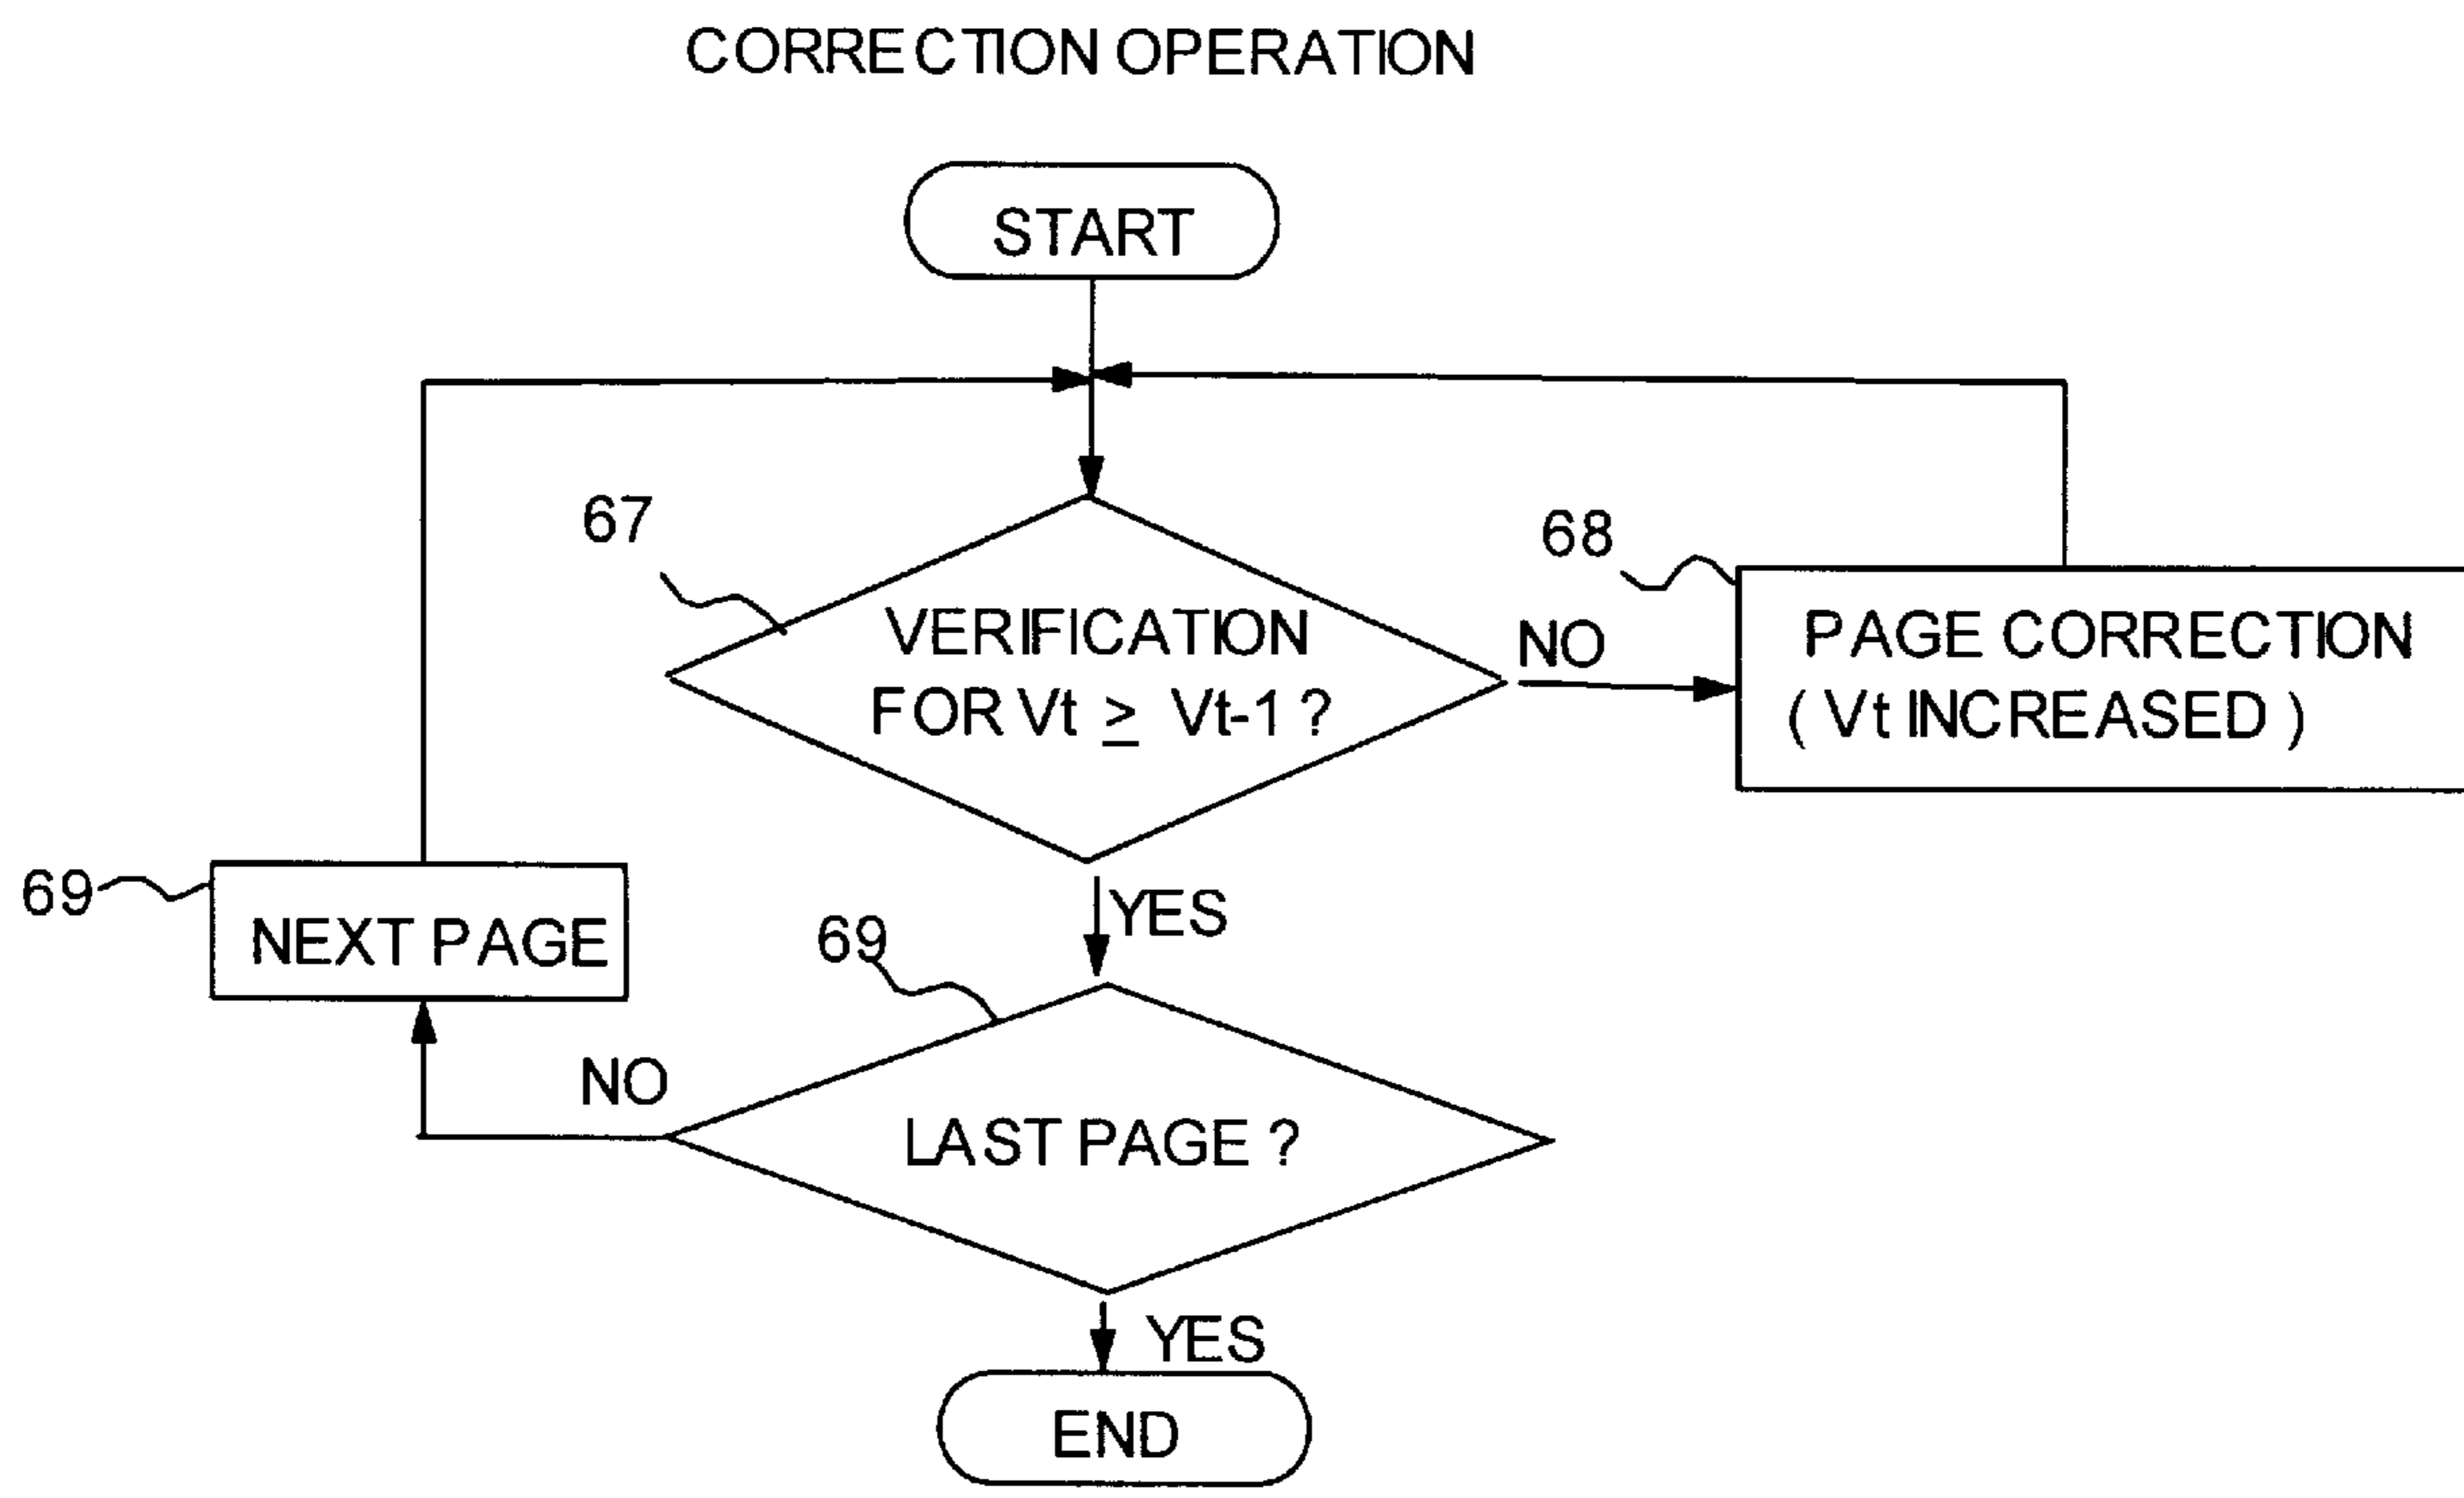 CORRECTION OPERATION
START
67
VERIFICATION
FOR Vt ≥ Vt-1 ?
NO
68
PAGE CORRECTION
( Vt INCREASED )
YES
69
NEXT PAGE
69
NO
LAST PAGE ?
YES
END